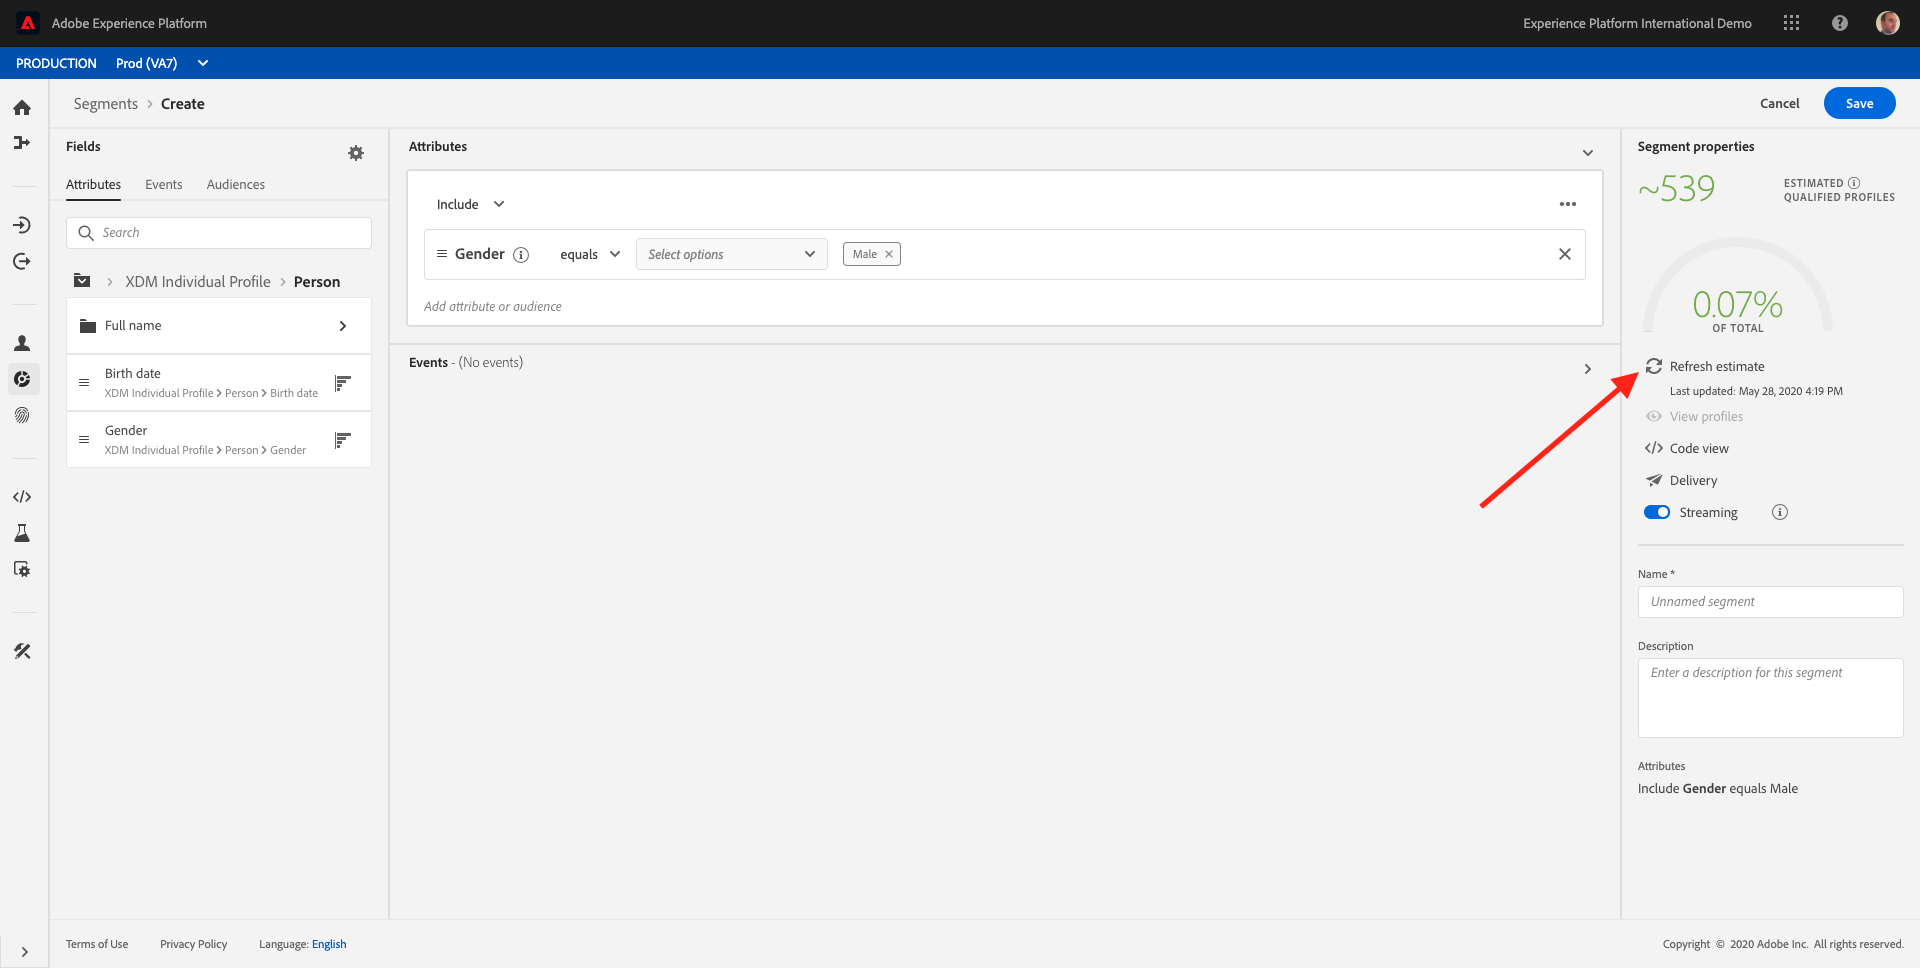 Adobe Experience Platform
Experience Platform International Demo
PRODUCTION Prod (VA7)
Segments > Create
Cancel
Save
Fields
Attributes Events Audiences
Search
> XDM Individual Profile > Person
Full name
Birth date
XDM Individual Profile > Person > Birth date
Gender
XDM Individual Profile > Person > Gender
Attributes
Include
Gender equals Select options Male
Add attribute or audience
Events - (No events)
Segment properties
~539
ESTIMATED
QUALIFIED PROFILES
0.07%
OF TOTAL
Refresh estimate
Last updated: May 28, 2020 4:19 PM
View profiles
</> Code view
Delivery
Streaming
Name *
Unnamed segment
Description
Enter a description for this segment
Attributes
Include Gender equals Male
Terms of Use Privacy Policy Language: English
Copyright © 2020 Adobe Inc. All rights reserved.